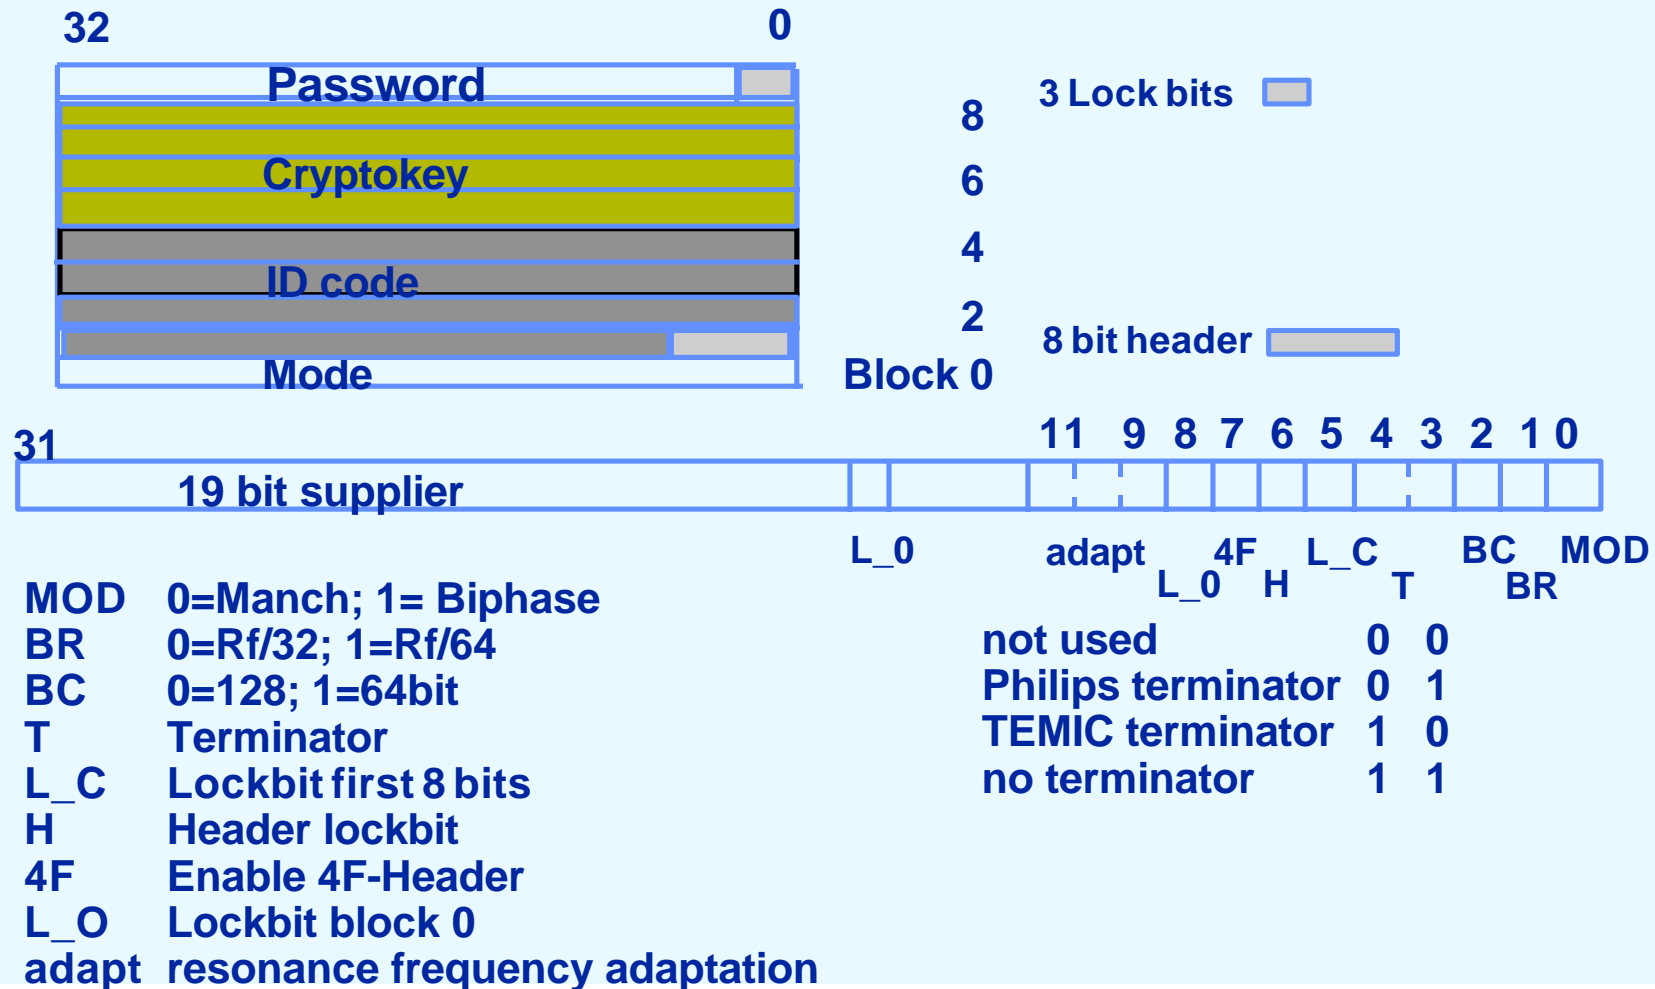 32 0
Password
3 Lock bits
8
Cryptokey
6
4
ID code
2
8 bit header
Mode
Block 0
31 11 9 8 7 6 5 4 3 2 1 0
19 bit supplier
L_0 adapt 4F L_C BC MOD
L_0 H T BR
MOD 0=Manch; 1= Biphase
BR 0=Rf/32; 1=Rf/64
BC 0=128; 1=64bit
T Terminator
L_C Lockbit first 8 bits
H Header lockbit
4F Enable 4F-Header
L_O Lockbit block 0
adapt resonance frequency adaptation
not used 0 0
Philips terminator 0 1
TEMIC terminator 1 0
no terminator 1 1